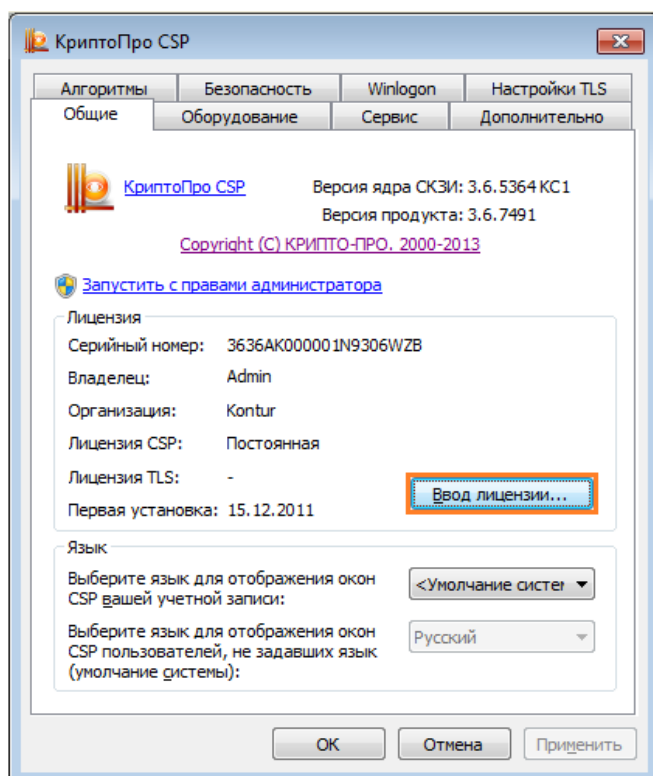 КриптоПро CSP
Алгоритмы Безопасность Winlogon Настройки TLS
Общие Оборудование Сервис Дополнительно
КриптоПро CSP Версия ядра СКЗИ: 3.6.5364 КС1
Версия продукта: 3.6.7491
Copyright (C) КРИПТО-ПРО. 2000-2013
Запустить с правами администратора
Лицензия
Серийный номер: 3636AK000001N9306WZB
Владелец: Admin
Организация: Kontur
Лицензия CSP: Постоянная
Лицензия TLS: -
Ввод лицензии...
Первая установка: 15.12.2011
Язык
Выберите язык для отображения окон
CSP вашей учетной записи:
<Умолчание систе
Выберите язык для отображения окон
CSP пользователей, не задавших язык
(умолчание системы):
Русский
ОК Отмена Применить